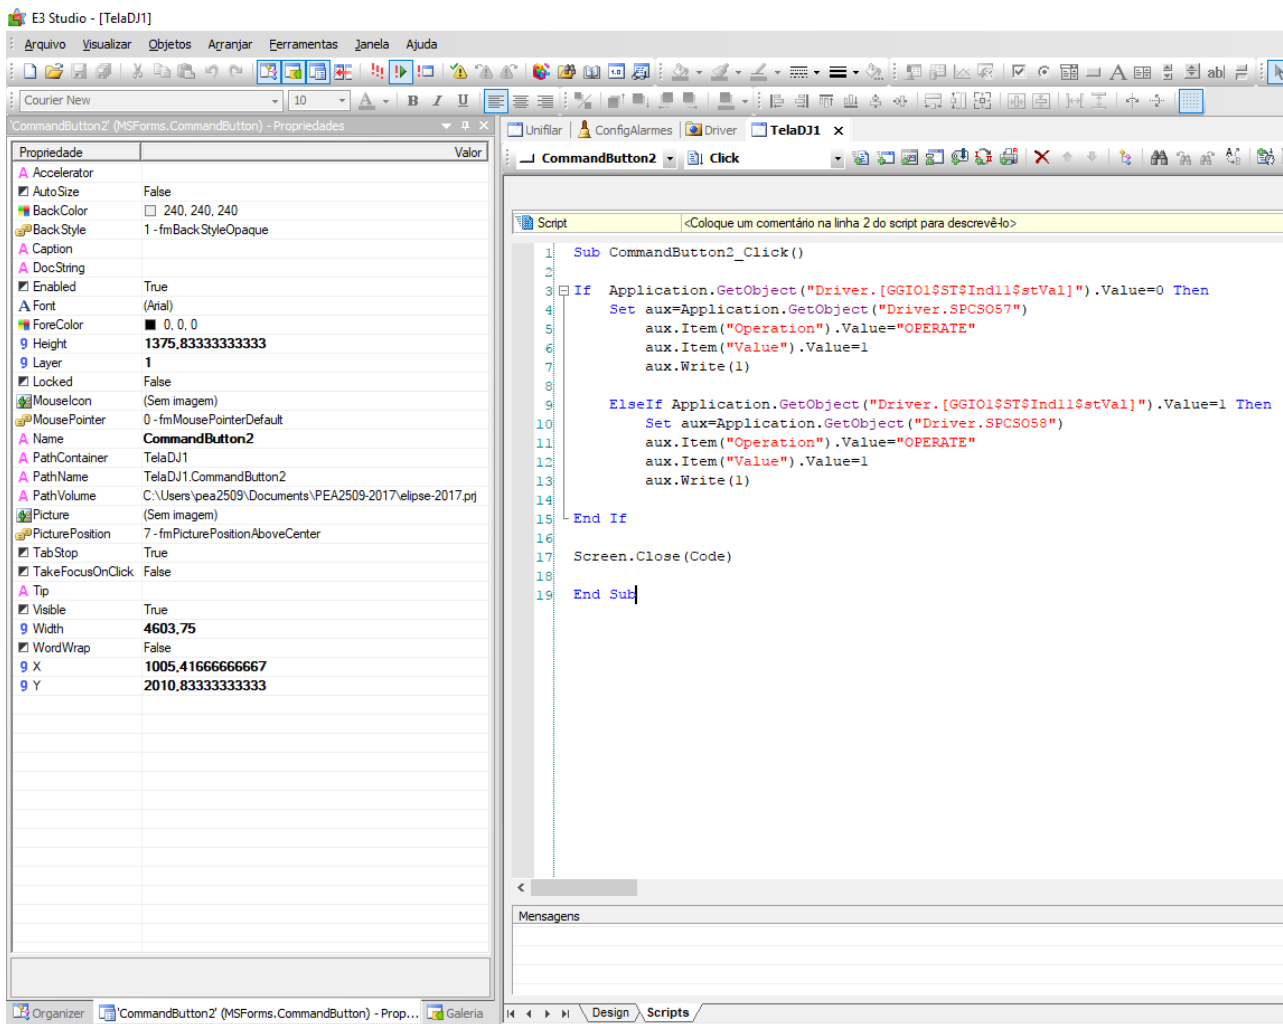 E3 Studio - [TelaDJ1]
Arquivo Visualizar Objetos Arranjar Ferramentas Janela Ajuda
Courier New 10 A B I U
'CommandButton2' (MSForms.CommandButton) - Propriedades
Propriedade Valor
Accelerator
AutoSize False
BackColor 240, 240, 240
BackStyle 1 - fmBackStyleOpaque
Caption
DocString
Enabled True
Font (Arial)
ForeColor 0, 0, 0
Height 1375,83333333333
Layer 1
Locked False
MouseIcon (Sem imagem)
MousePointer 0 - fmMousePointerDefault
Name CommandButton2
PathContainer TelaDJ1
PathName TelaDJ1.CommandButton2
PathVolume C:\Users\pea2509\Documents\PEA2509-2017\elipse-2017.prj
Picture (Sem imagem)
PicturePosition 7 - fmPicturePositionAboveCenter
TabStop True
TakeFocusOnClick False
Tip
Visible True
Width 4603,75
WordWrap False
X 1005,41666666667
Y 2010,83333333333
Organizer 'CommandButton2' (MSForms.CommandButton) - Prop... Galeria
Unifilar ConfigAlarmes Driver TelaDJ1
CommandButton2 Click
Script <Coloque um comentário na linha 2 do script para descrevê-lo>
1 Sub CommandButton2_Click()
2
3 If Application.GetObject("Driver.[GGIO1$ST$Ind11$stVal]").Value=0 Then
4 Set aux=Application.GetObject("Driver.SPCSO57")
5 aux.Item("Operation").Value="OPERATE"
6 aux.Item("Value").Value=1
7 aux.Write(1)
8
9 ElseIf Application.GetObject("Driver.[GGIO1$ST$Ind11$stVal]").Value=1 Then
10 Set aux=Application.GetObject("Driver.SPCSO58")
11 aux.Item("Operation").Value="OPERATE"
12 aux.Item("Value").Value=1
13 aux.Write(1)
14
15 End If
16
17 Screen.Close(Code)
18
19 End Sub
Mensagens
Design Scripts